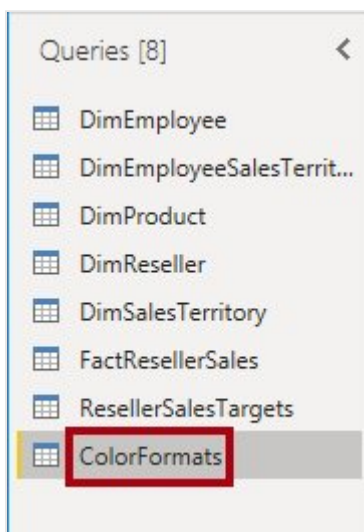 Queries [8]
DimEmployee
DimEmployeeSalesTerrit...
DimProduct
DimReseller
DimSalesTerritory
FactResellerSales
ResellerSalesTargets
ColorFormats